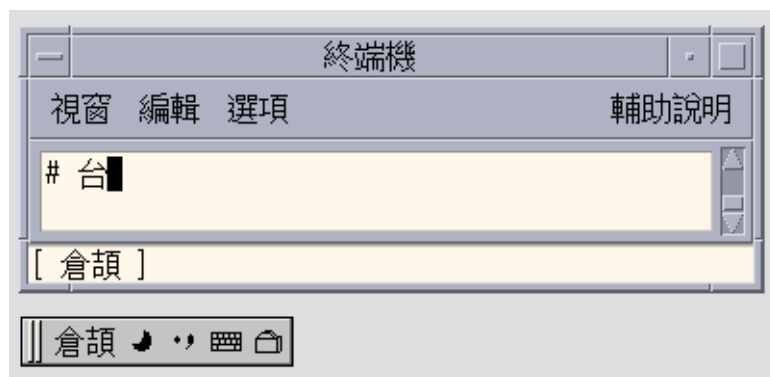 終端機
視窗 編輯 選項 輔助說明
# 台
[ 倉頡 ]
倉頡